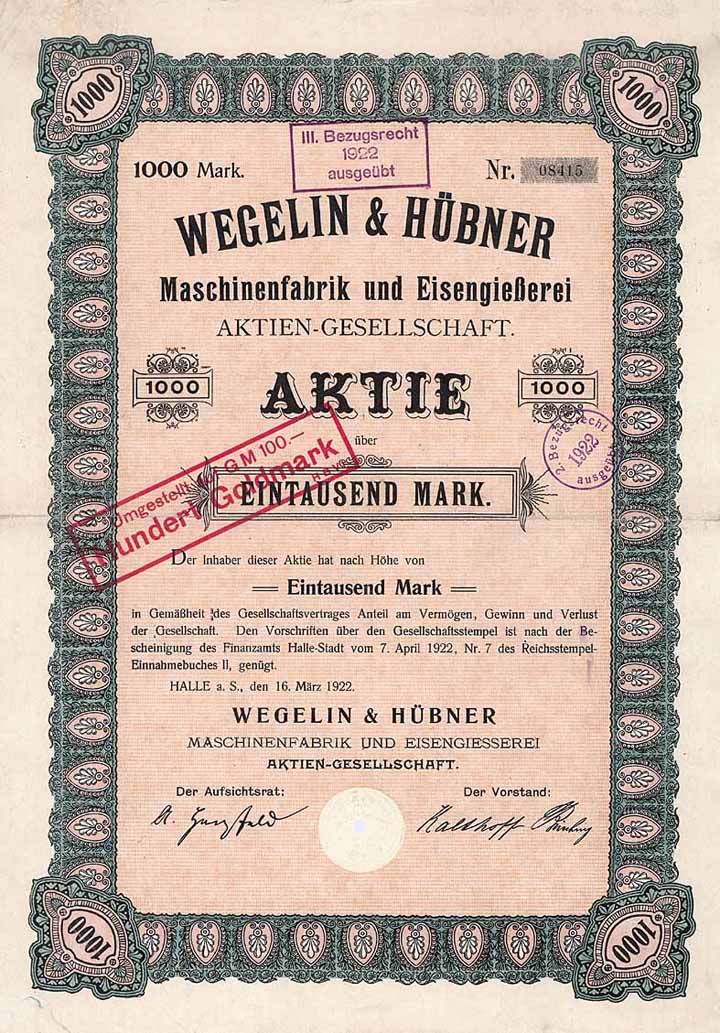 1000
1000
III. Bezugsrecht
1922
ausgeübt
1000 Mark.
Nr. 08415
WEGELIN & HÜBNER
Maschinenfabrik und Eisengießerei
AKTIEN-GESELLSCHAFT.
1000
AKTIE
1000
über
2. Bezugsrecht
1922
ausgeübt
Umgestellt auf GM 100.—
Hundert Goldmark
EINTAUSEND MARK.
Der Inhaber dieser Aktie hat nach Höhe von
Eintausend Mark
in Gemäßheit des Gesellschaftsvertrages Anteil am Vermögen, Gewinn und Verlust
der Gesellschaft. Den Vorschriften über den Gesellschaftsstempel ist nach der Be-
scheinigung des Finanzamts Halle-Stadt vom 7. April 1922, Nr. 7 des Reichsstempel-
Einnahmebuches II, genügt.
HALLE a. S., den 16. März 1922.
WEGELIN & HÜBNER
MASCHINENFABRIK UND EISENGIESSEREI
AKTIEN-GESELLSCHAFT.
Der Aufsichtsrat:
Der Vorstand:
Kalthoff
1000
1000